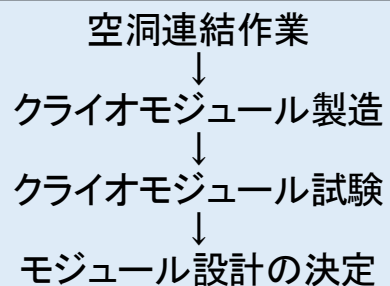 空洞連結作業
↓
クライオモジュール製造
↓
クライオモジュール試験
↓
モジュール設計の決定